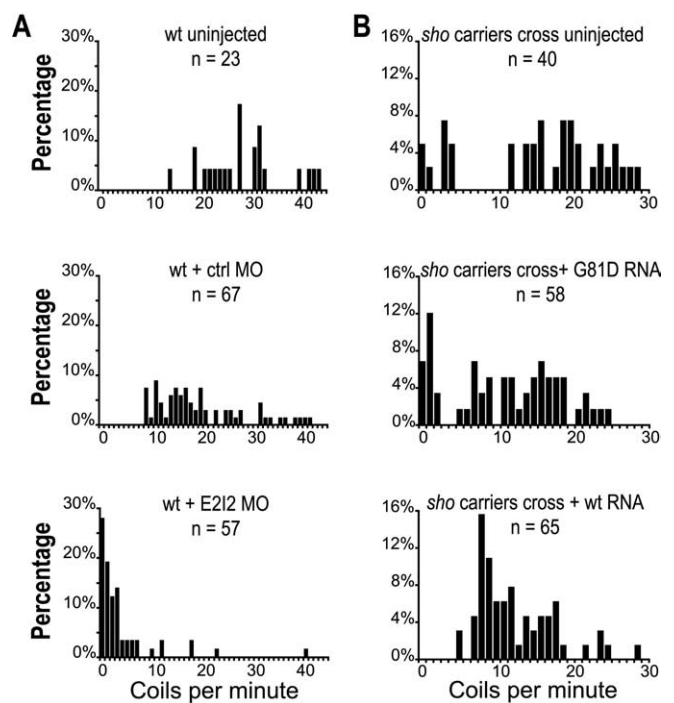 A
wt uninjected
n = 23
30%
20%
10%
0%
Percentage
10 20 30 40
B
sho carriers cross uninjected
n = 40
16%
12%
8%
4%
0%
0 10 20 30
wt + ctrl MO
n = 67
30%
20%
10%
0%
Percentage
0 10 20 30 40
sho carriers cross+ G81D RNA
n = 58
16%
12%
8%
4%
0%
0 10 20 30
wt + E2I2 MO
n = 57
30%
20%
10%
0%
Percentage
0 10 20 30 40
Coils per minute
sho carriers cross + wt RNA
n = 65
16%
12%
8%
4%
0%
0 10 20 30
Coils per minute